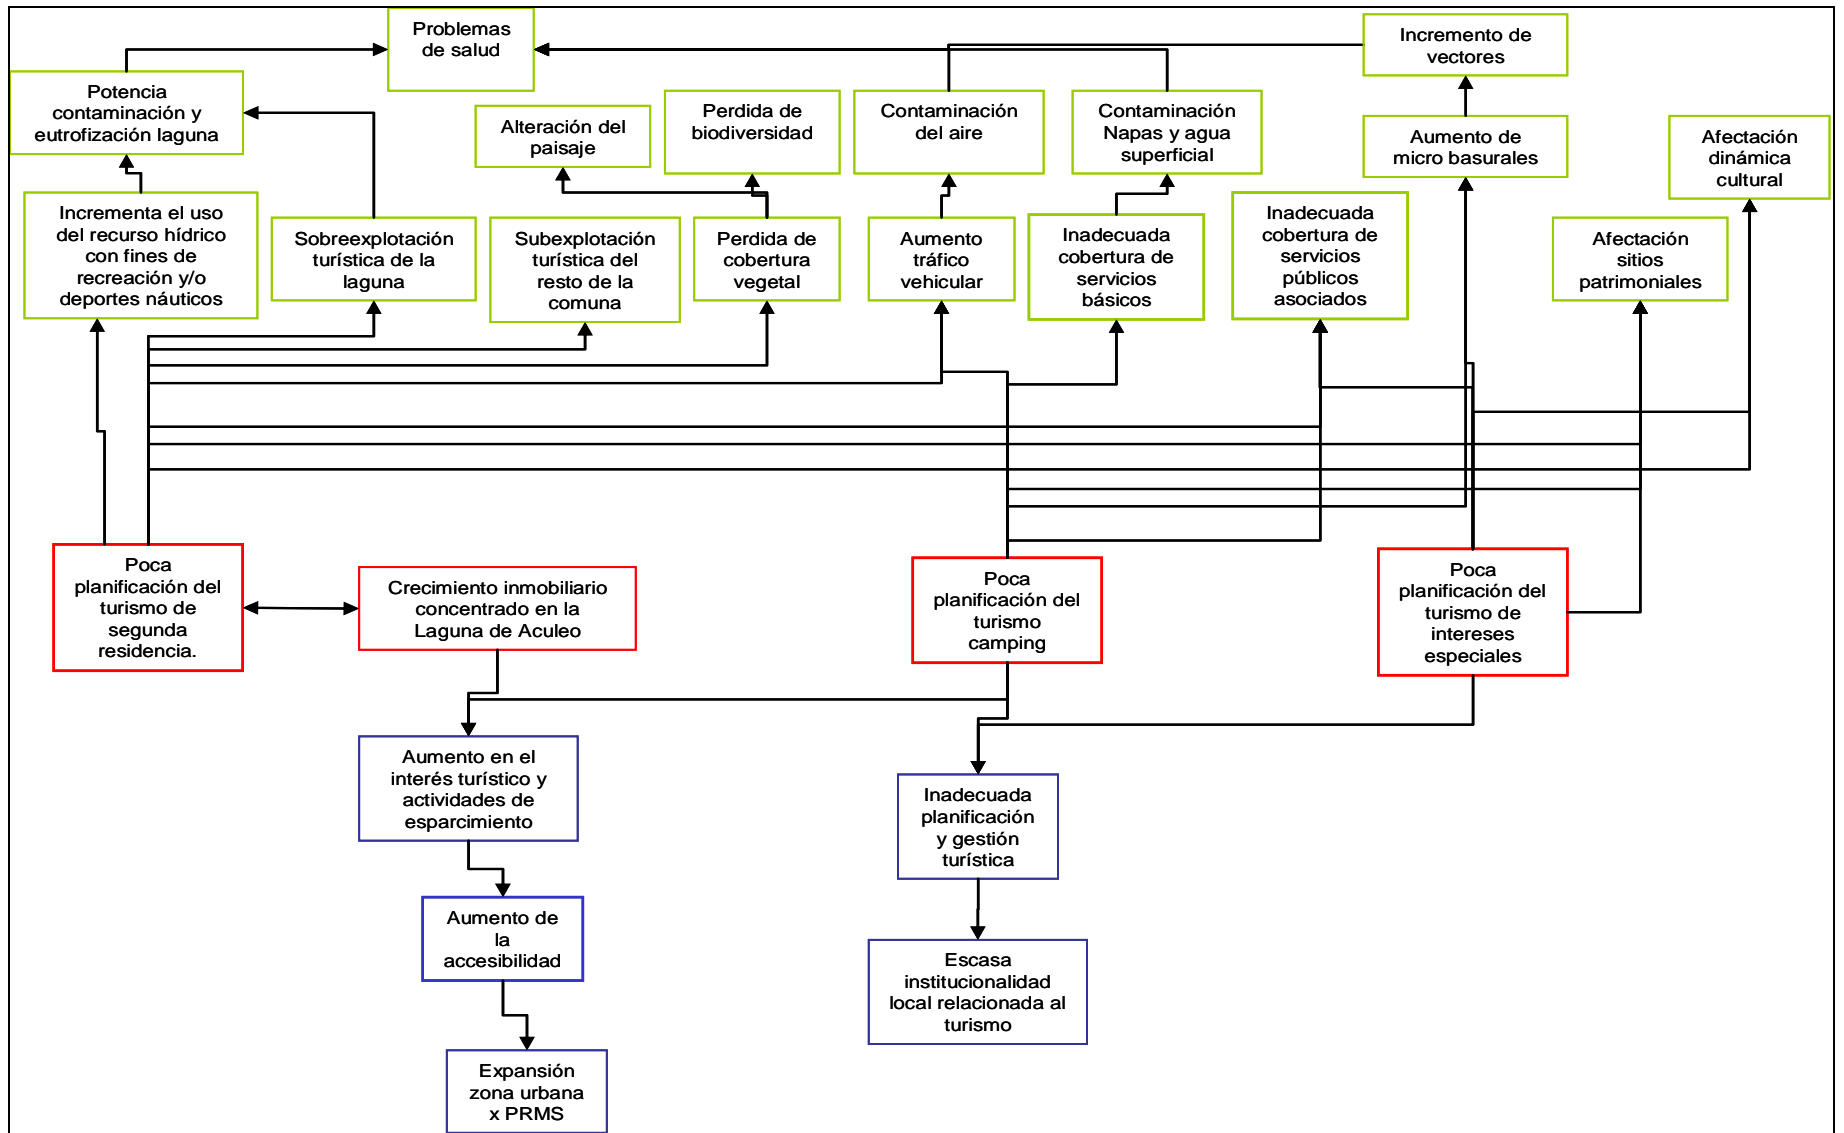 Problemas
de salud
Incremento de
vectores
Potencia
contaminación y
eutrofización laguna
Alteración del
paisaje
Perdida de
biodiversidad
Contaminación
del aire
Contaminación
Napas y agua
superficial
Aumento de
micro basurales
Afectación
dinámica
cultural
Incrementa el uso
del recurso hídrico
con fines de
recreación y/o
deportes náuticos
Sobreexplotación
turística de la
laguna
Subexplotación
turística del
resto de la
comuna
Perdida de
cobertura
vegetal
Aumento
tráfico
vehicular
Inadecuada
cobertura de
servicios
básicos
Inadecuada
cobertura de
servicios
públicos
asociados
Afectación
sitios
patrimoniales
Poca
planificación del
turismo de
segunda
residencia.
Crecimiento inmobiliario
concentrado en la
Laguna de Aculeo
Poca
planificación del
turismo
camping
Poca
planificación del
turismo de
intereses
especiales
Aumento en el
interés turístico y
actividades de
esparcimiento
Inadecuada
planificación
y gestión
turística
Aumento de
la
accesibilidad
Escasa
institucionalidad
local relacionada al
turismo
Expansión
zona urbana
x PRMS